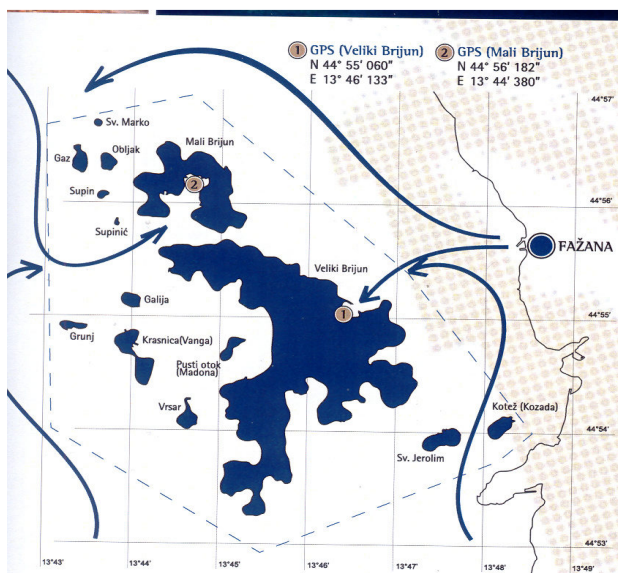 1 GPS (Veliki Brijun)
N 44° 55′ 060″
E 13° 46′ 133″
2 GPS (Mali Brijun)
N 44° 56′ 182″
E 13° 44′ 380″
44°57′
Sv. Marko
Mali Brijun
Gaz
Obljak
2
Supin
44°56′
Supinić
FAŽANA
Veliki Brijun
Galija
1
44°55′
Grunj
Krasnica(Vanga)
Pusti otok
(Madona)
Vrsar
Kotež (Kozada)
44°54′
Sv. Jerolim
44°53′
13°43′
13°44′
13°45′
13°46′
13°47′
13°48′
13°49′